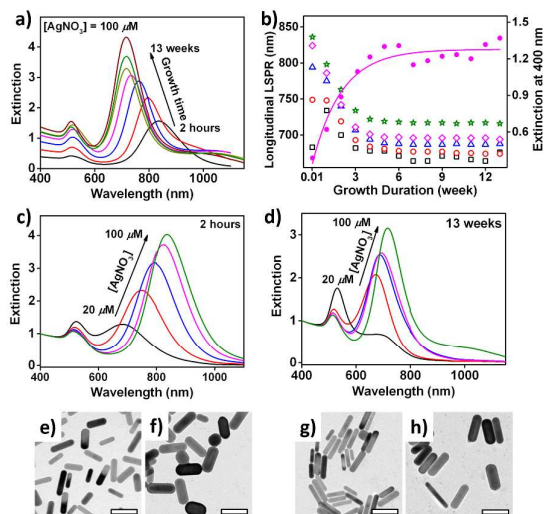 a)
[AgNO3] = 100 μM
13 weeks
Growth time
2 hours
Extinction
4
3
2
1
0
400 500 600 700 800 900 1000
Wavelength (nm)
b)
Longitudinal LSPR (nm)
850
800
750
700
Extinction at 400 nm
1.5
1.2
0.9
0.6
0.01 3 6 9 12
Growth Duration (week)
c)
2 hours
100 μM
[AgNO3]
20 μM
Extinction
4
3
2
1
0
400 600 800 1000
Wavelength (nm)
d)
13 weeks
100 μM
[AgNO3]
20 μM
Extinction
3
2
1
0
400 600 800 1000
Wavelength (nm)
e)
f)
g)
h)